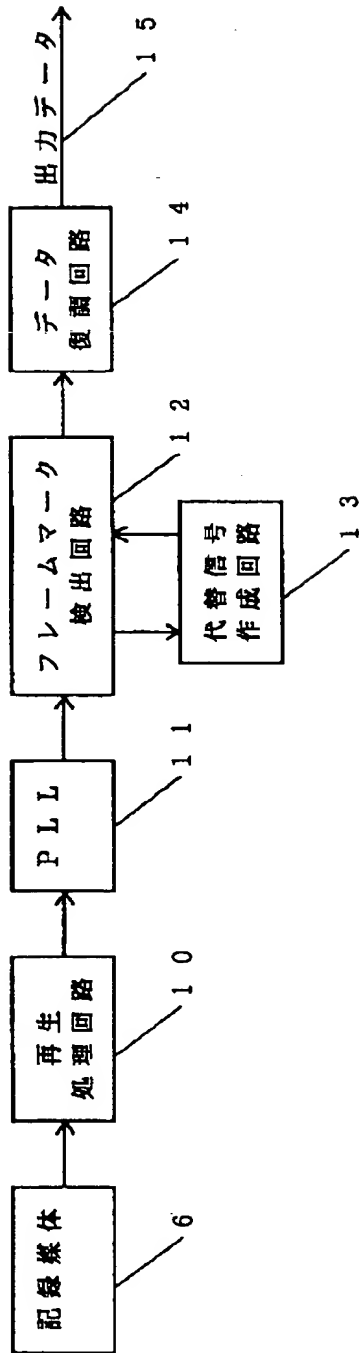 記録媒体
6
再生
処理回路
10
PLL
11
フレームマーク
検出回路
12
代替信号
作成回路
13
データ
復調回路
14
出力データ
15